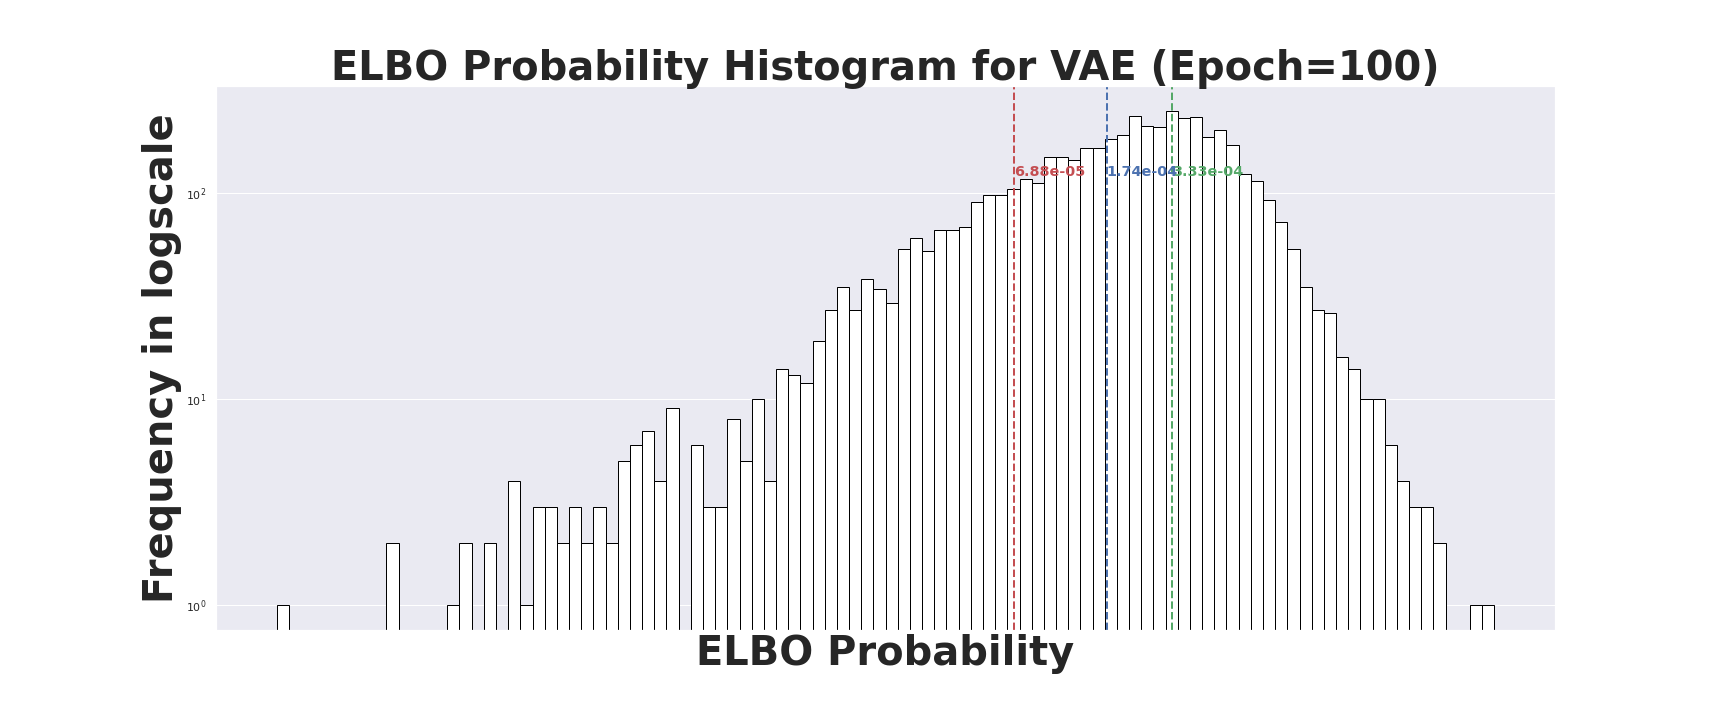 ELBO Probability Histogram for VAE (Epoch=100)
Frequency in logscale
10²
10¹
10⁰
6.88e-05
1.74e-04
3.33e-04
ELBO Probability